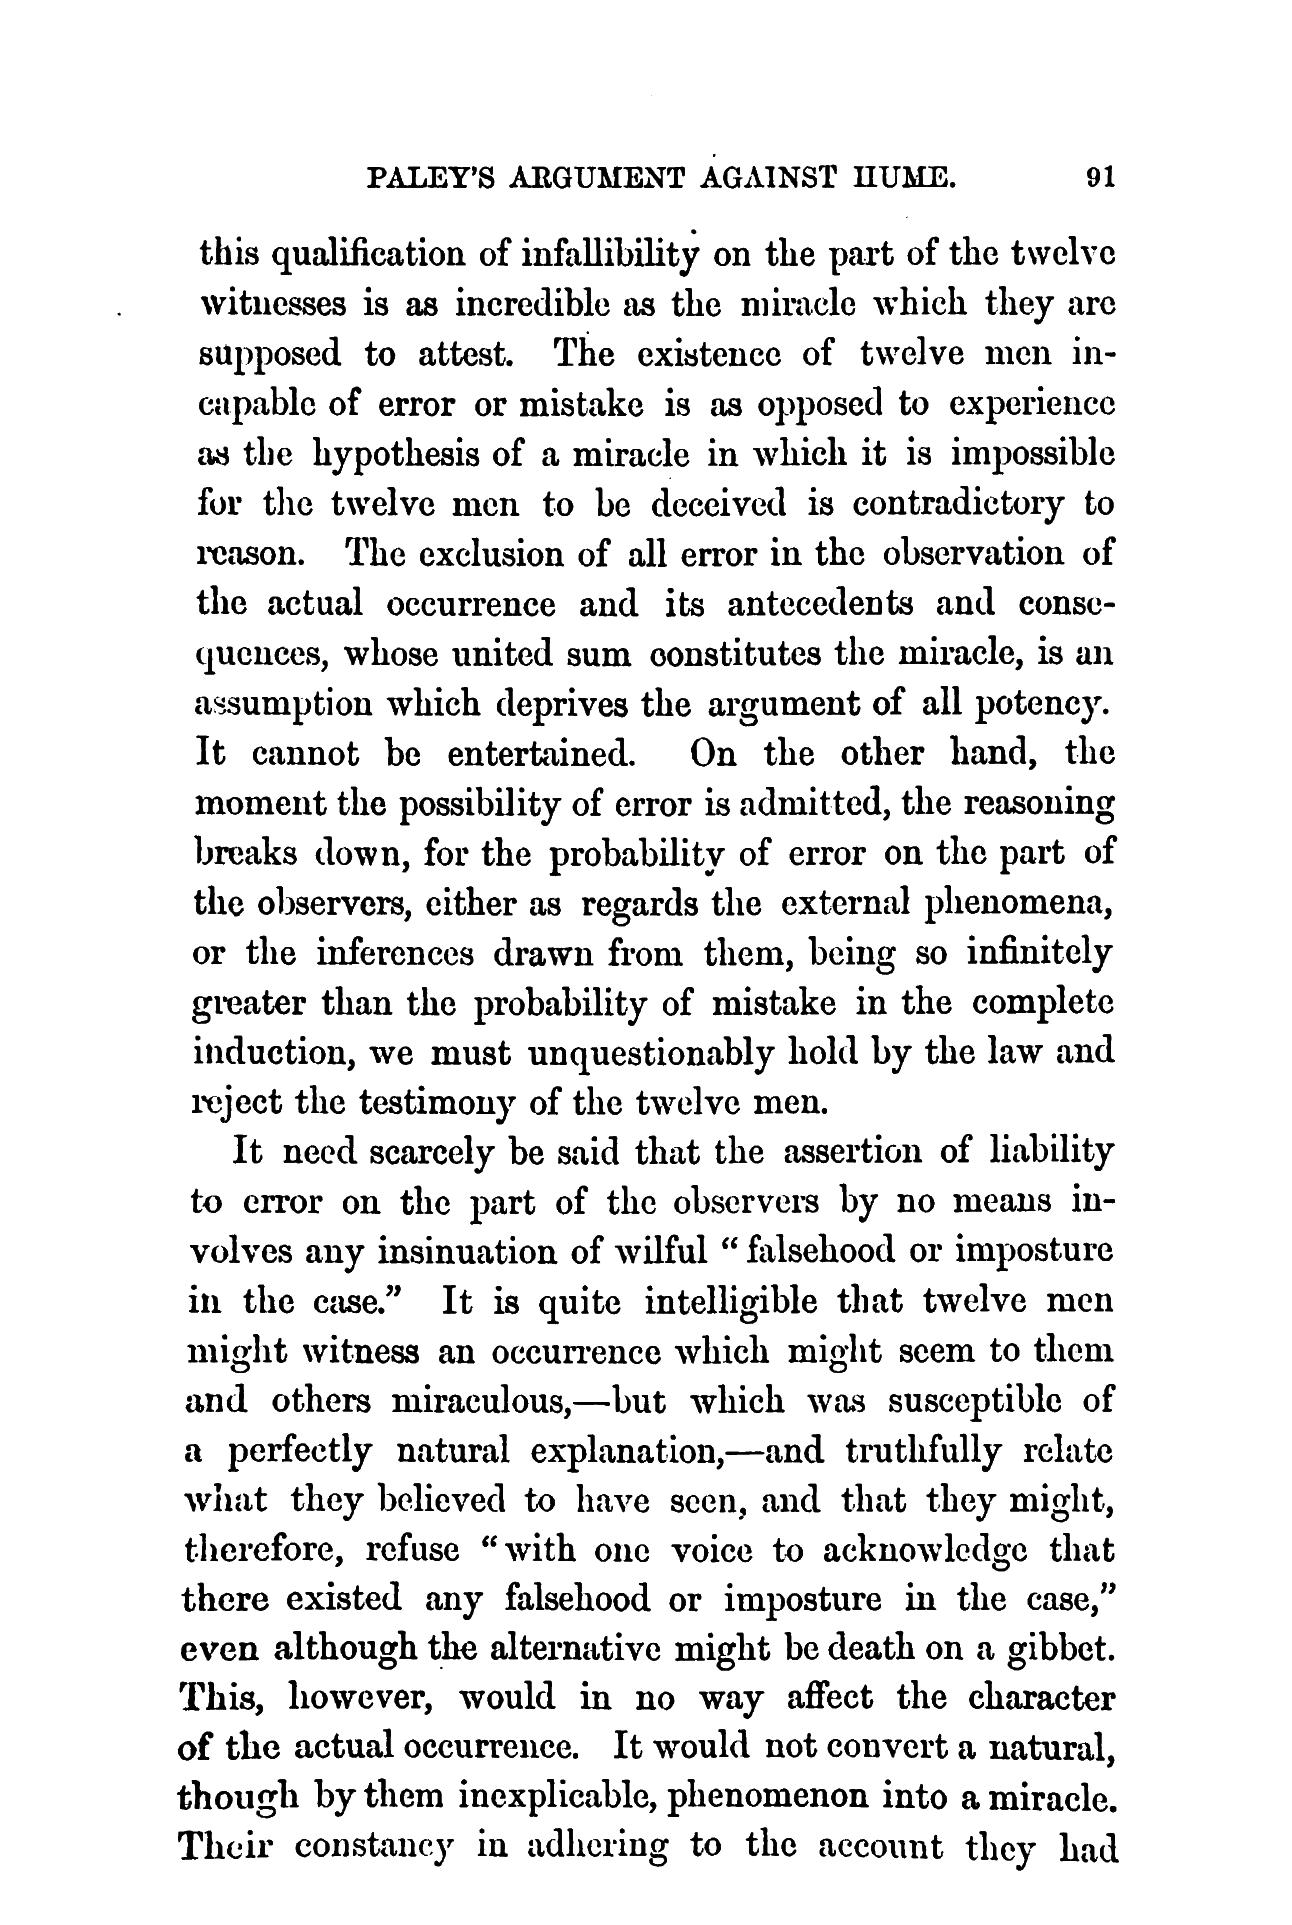 PALEY'S ARGUMENT AGAINST HUME. 91
this qualification of infallibility on the part of the twelve
witnesses is as incredible as the miracle which they are
supposed to attest. The existence of twelve men in-
capable of error or mistake is as opposed to experience
as the hypothesis of a miracle in which it is impossible
for the twelve men to be deceived is contradictory to
reason. The exclusion of all error in the observation of
the actual occurrence and its antecedents and conse-
quences, whose united sum constitutes the miracle, is an
assumption which deprives the argument of all potency.
It cannot be entertained. On the other hand, the
moment the possibility of error is admitted, the reasoning
breaks down, for the probability of error on the part of
the observers, either as regards the external phenomena,
or the inferences drawn from them, being so infinitely
greater than the probability of mistake in the complete
induction, we must unquestionably hold by the law and
reject the testimony of the twelve men.
It need scarcely be said that the assertion of liability
to error on the part of the observers by no means in-
volves any insinuation of wilful “falsehood or imposture
in the case.” It is quite intelligible that twelve men
might witness an occurrence which might seem to them
and others miraculous,—but which was susceptible of
a perfectly natural explanation,—and truthfully relate
what they believed to have seen, and that they might,
therefore, refuse “with one voice to acknowledge that
there existed any falsehood or imposture in the case,”
even although the alternative might be death on a gibbet.
This, however, would in no way affect the character
of the actual occurrence. It would not convert a natural,
though by them inexplicable, phenomenon into a miracle.
Their constancy in adhering to the account they had